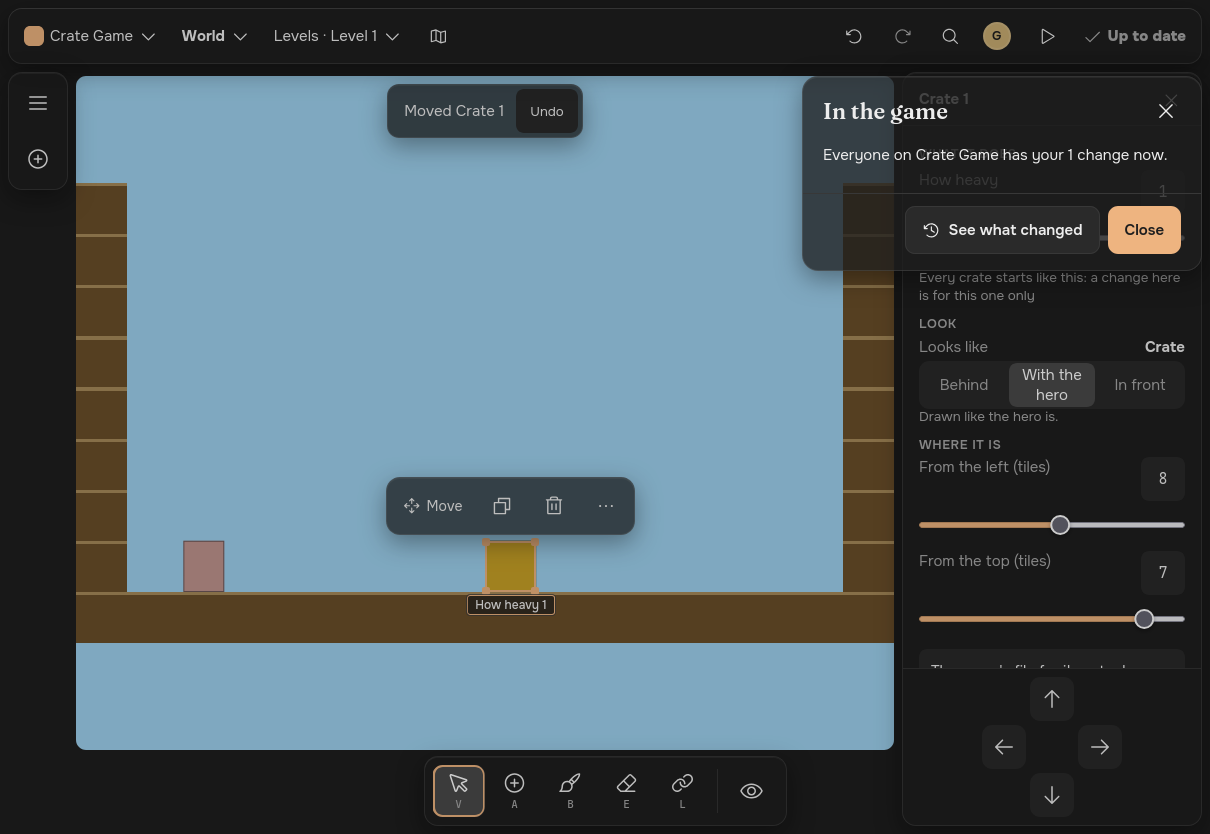 Crate Game
World
Levels · Level 1
G
Up to date
Moved Crate 1
Undo
Crate 1
In the game
Everyone on Crate Game has your 1 change now.
How heavy
1
See what changed
Close
Every crate starts like this: a change here
is for this one only
LOOK
Looks like
Crate
Behind
With the
hero
In front
Drawn like the hero is.
WHERE IT IS
From the left (tiles)
8
From the top (tiles)
7
Move
How heavy 1
V
A
B
E
L